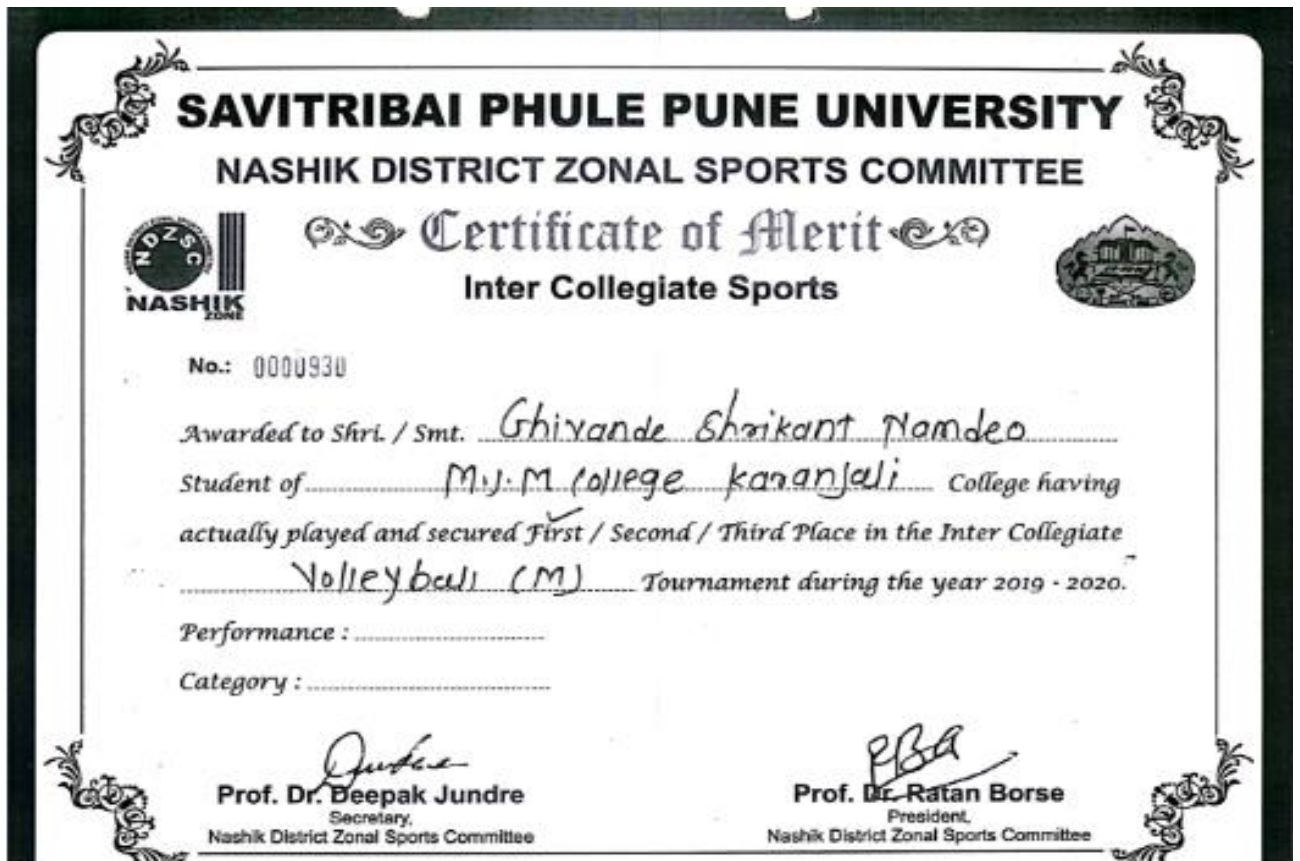 SAVITRIBAI PHULE PUNE UNIVERSITY
NASHIK DISTRICT ZONAL SPORTS COMMITTEE
Certificate of Merit
Inter Collegiate Sports
NDZSC
NASHIK
ZONE
No.: 0000930
Awarded to Shri. / Smt. Ghivande Shrikant Namdeo
Student of M.J.M College Karanjali College having
actually played and secured First / Second / Third Place in the Inter Collegiate
Volleyball (M) Tournament during the year 2019 - 2020.
Performance :
Category :
Prof. Dr. Deepak Jundre
Secretary,
Nashik District Zonal Sports Committee
Prof. Dr. Ratan Borse
President,
Nashik District Zonal Sports Committee